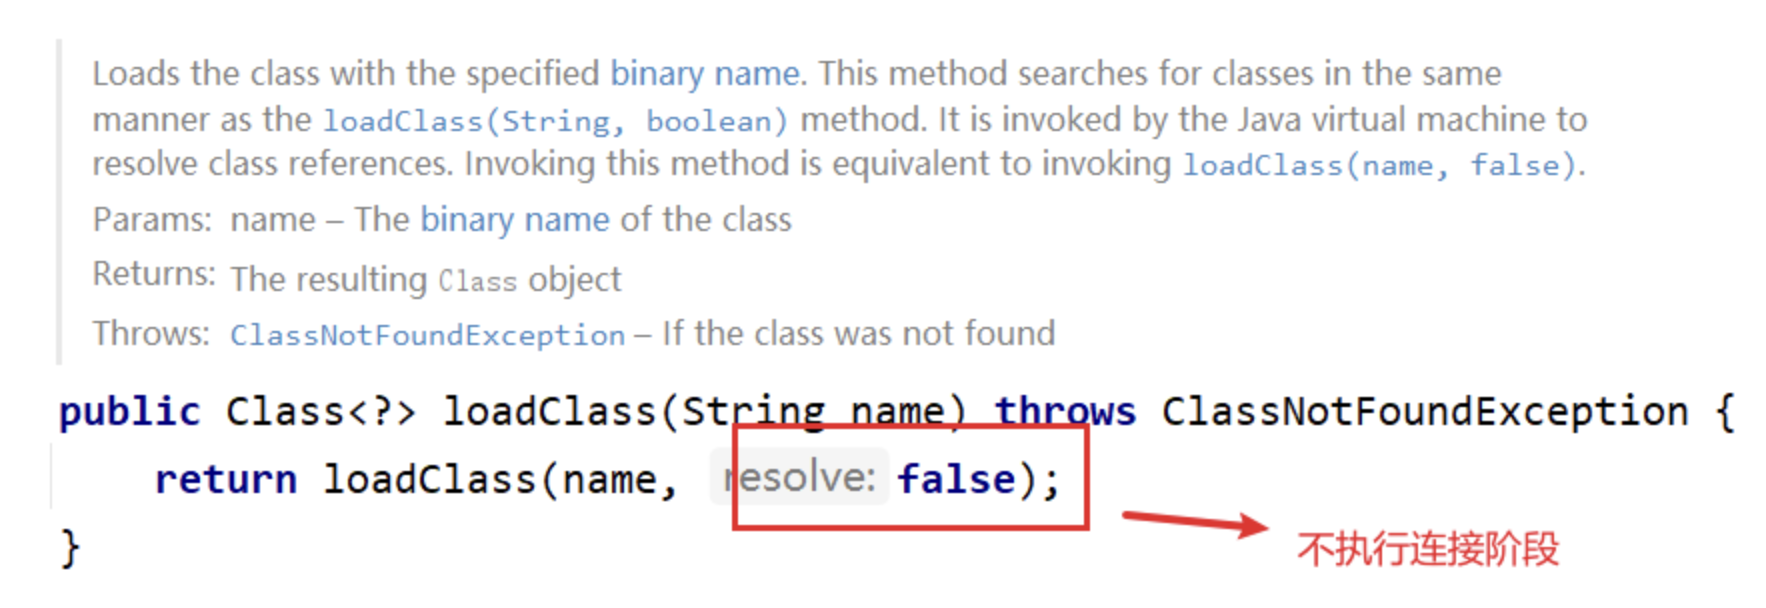 Loads the class with the specified binary name. This method searches for classes in the same
manner as the loadClass(String, boolean) method. It is invoked by the Java virtual machine to
resolve class references. Invoking this method is equivalent to invoking loadClass(name, false).
Params: name – The binary name of the class
Returns: The resulting Class object
Throws: ClassNotFoundException – If the class was not found
public Class<?> loadClass(String name) throws ClassNotFoundException {
return loadClass(name, resolve: false);
}
不执行连接阶段